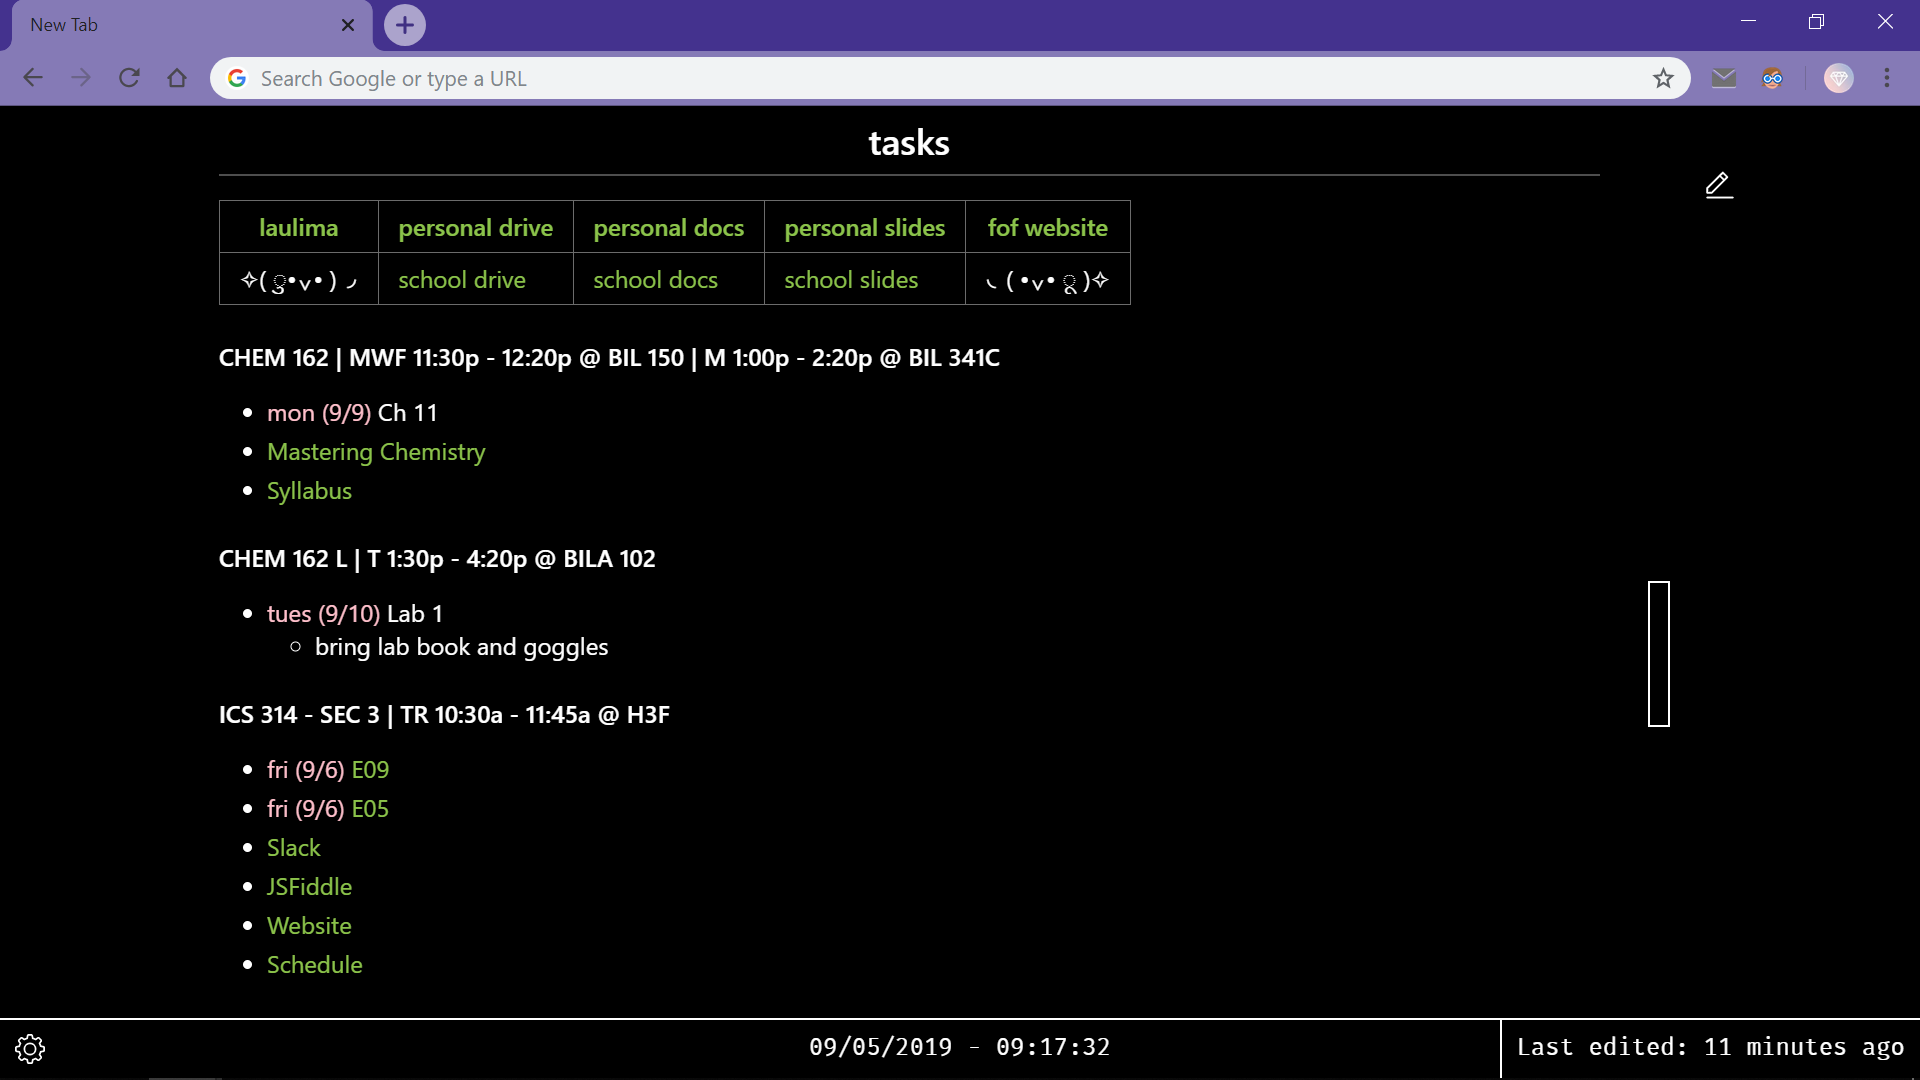 New Tab
Search Google or type a URL
tasks
laulima personal drive personal docs personal slides fof website
✧( ु•⌄• )◞ school drive school docs school slides ◟( •⌄• ू )✧
CHEM 162 | MWF 11:30p - 12:20p @ BIL 150 | M 1:00p - 2:20p @ BIL 341C
mon (9/9) Ch 11
Mastering Chemistry
Syllabus
CHEM 162 L | T 1:30p - 4:20p @ BILA 102
tues (9/10) Lab 1
bring lab book and goggles
ICS 314 - SEC 3 | TR 10:30a - 11:45a @ H3F
fri (9/6) E09
fri (9/6) E05
Slack
JSFiddle
Website
Schedule
09/05/2019 - 09:17:32
Last edited: 11 minutes ago